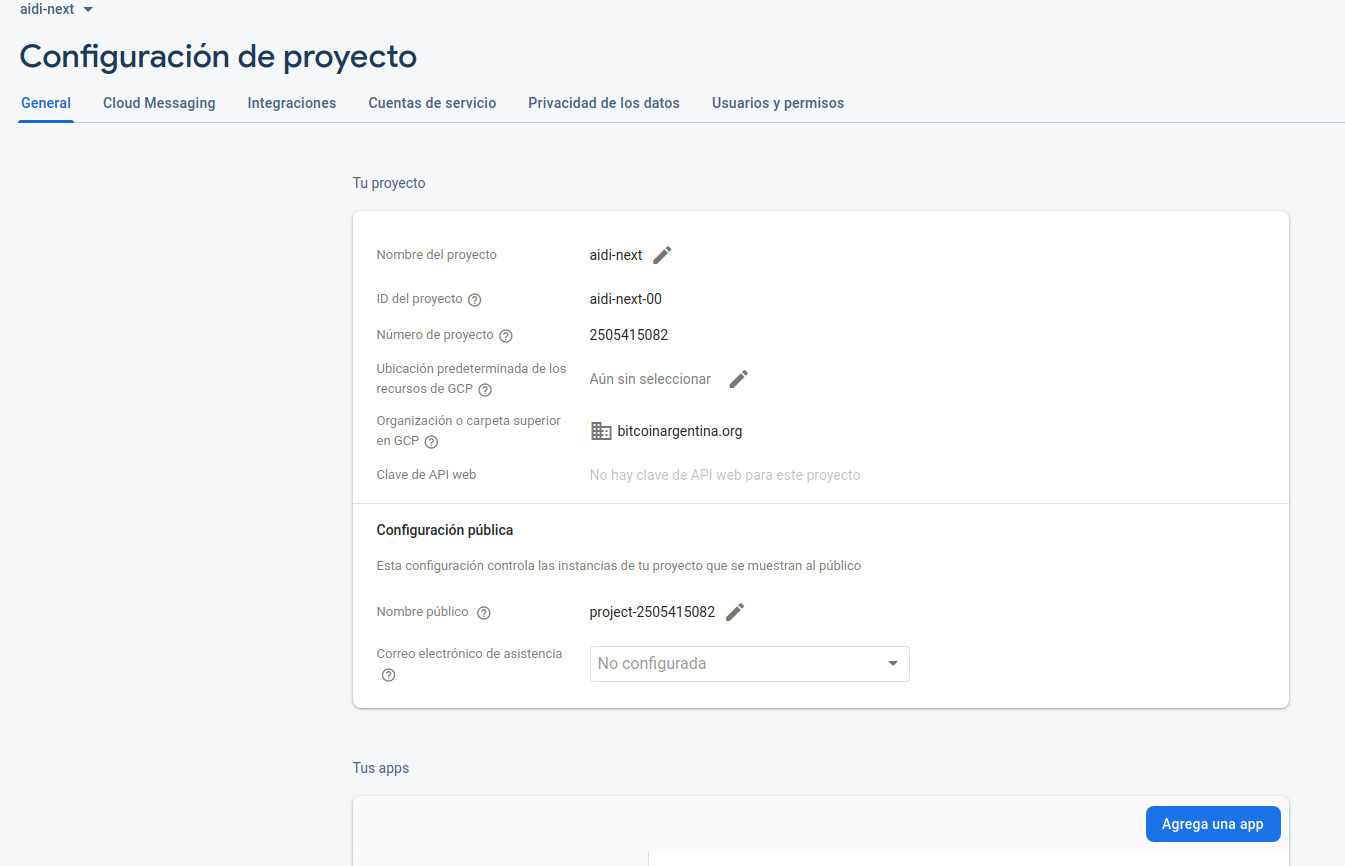 aidi-next
Configuración de proyecto
General Cloud Messaging Integraciones Cuentas de servicio Privacidad de los datos Usuarios y permisos
Tu proyecto
Nombre del proyecto aidi-next
ID del proyecto aidi-next-00
Número de proyecto 2505415082
Ubicación predeterminada de los
recursos de GCP Aún sin seleccionar
Organización o carpeta superior
en GCP bitcoinargentina.org
Clave de API web No hay clave de API web para este proyecto
Configuración pública
Esta configuración controla las instancias de tu proyecto que se muestran al público
Nombre público project-2505415082
Correo electrónico de asistencia No configurada
Tus apps
Agrega una app